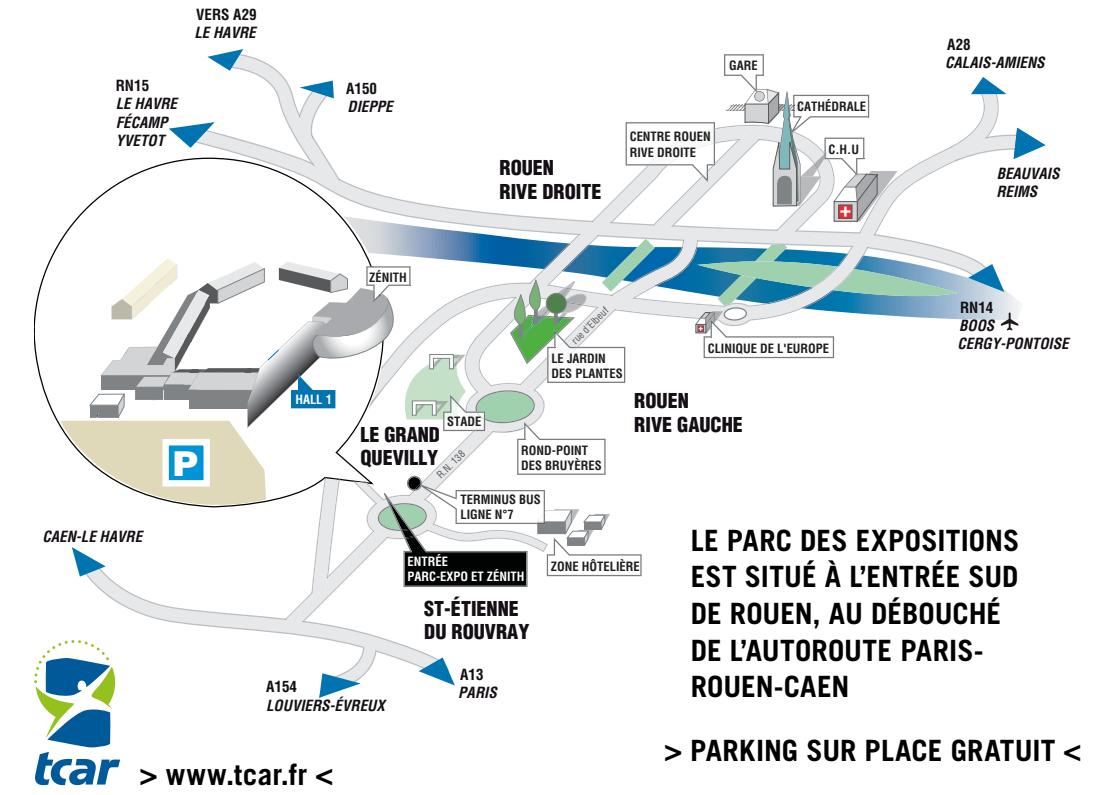 VERS A29
LE HAVRE
RN15
LE HAVRE
FÉCAMP
YVETOT
A150
DIEPPE
GARE
CATHÉDRALE
A28
CALAIS-AMIENS
CENTRE ROUEN
RIVE DROITE
C.H.U
BEAUVAIS
REIMS
ROUEN
RIVE DROITE
ZÉNITH
RN14
BOOS
CERGY-PONTOISE
rue d'Elbeuf
CLINIQUE DE L'EUROPE
LE JARDIN
DES PLANTES
HALL 1
ROUEN
RIVE GAUCHE
STADE
LE GRAND
QUEVILLY
R.N. 138
ROND-POINT
DES BRUYÈRES
P
TERMINUS BUS
LIGNE N°7
CAEN-LE HAVRE
ENTRÉE
PARC-EXPO ET ZÉNITH
ZONE HÔTELIÈRE
ST-ÉTIENNE
DU ROUVRAY
A13
PARIS
A154
LOUVIERS-ÉVREUX
LE PARC DES EXPOSITIONS
EST SITUÉ À L'ENTRÉE SUD
DE ROUEN, AU DÉBOUCHÉ
DE L'AUTOROUTE PARIS-
ROUEN-CAEN
> PARKING SUR PLACE GRATUIT <
tcar
> www.tcar.fr <